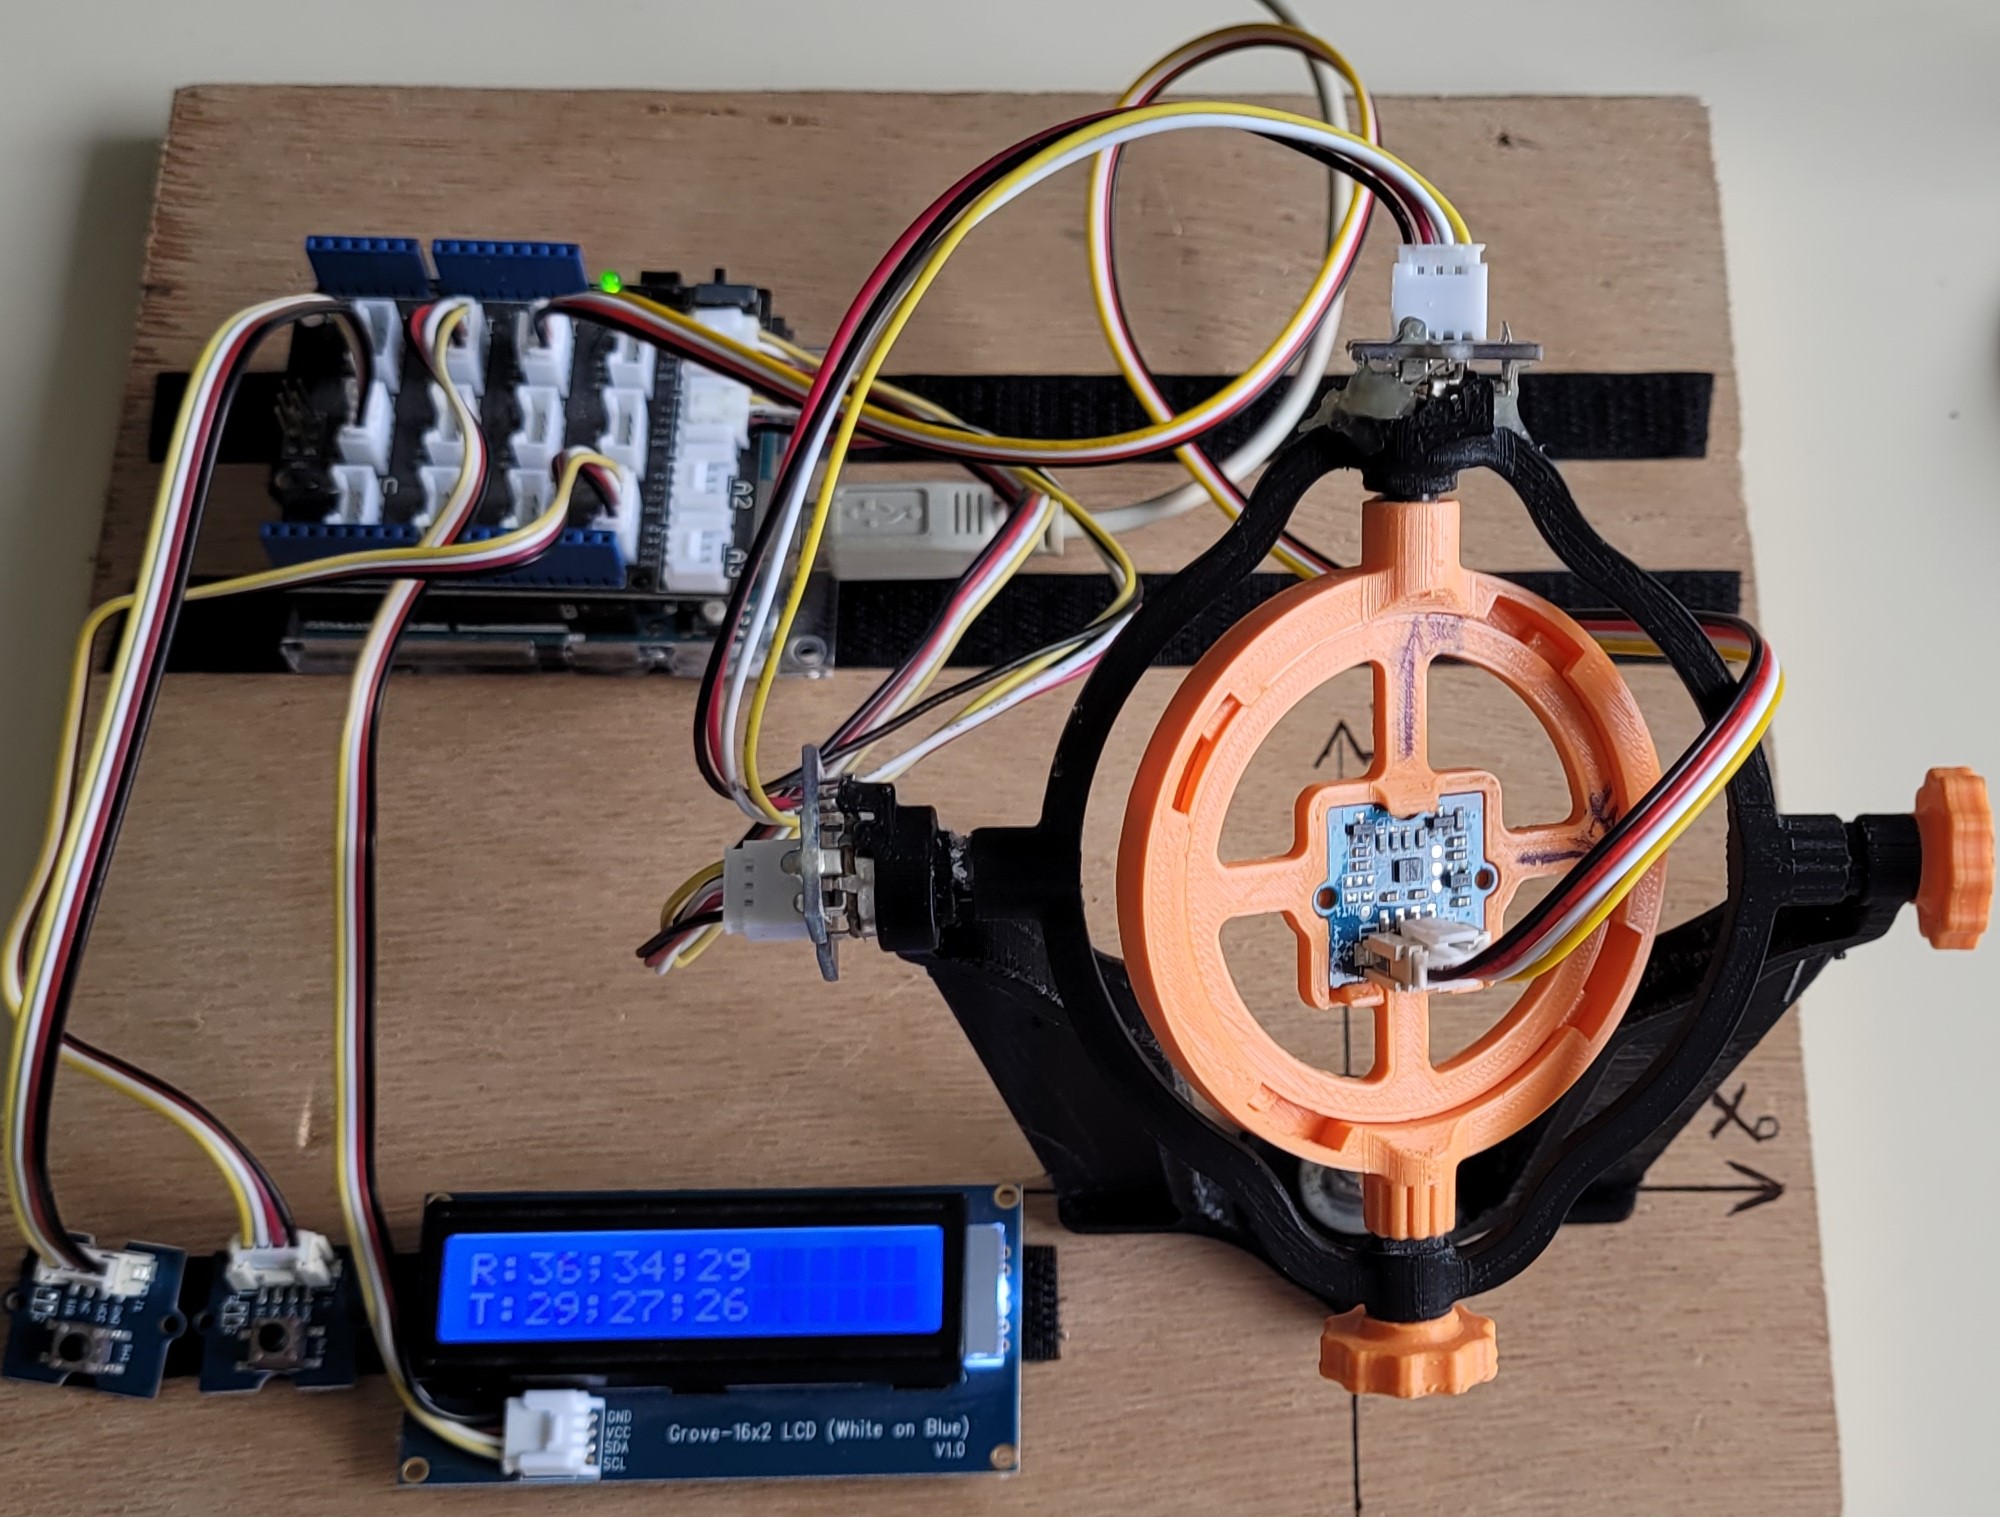 A2
A3
x₀
R:36;34;29
T:29;27;26
GND
VCC
SDA
SCL
Grove-16x2 LCD (White on Blue)
V1.0